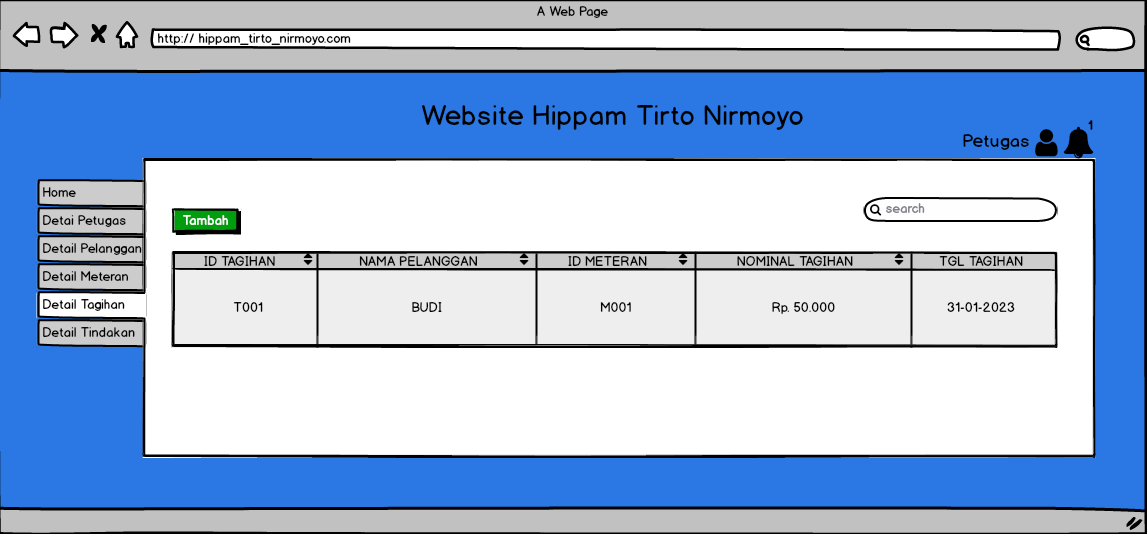 A Web Page
http:// hippam_tirto_nirmoyo.com
Website Hippam Tirto Nirmoyo
1
Petugas
Home
Detai Petugas
Detail Pelanggan
Detail Meteran
Detail Tagihan
Detail Tindakan
Tambah
search
ID TAGIHAN NAMA PELANGGAN ID METERAN NOMINAL TAGIHAN TGL TAGIHAN
T001 BUDI M001 Rp. 50.000 31-01-2023